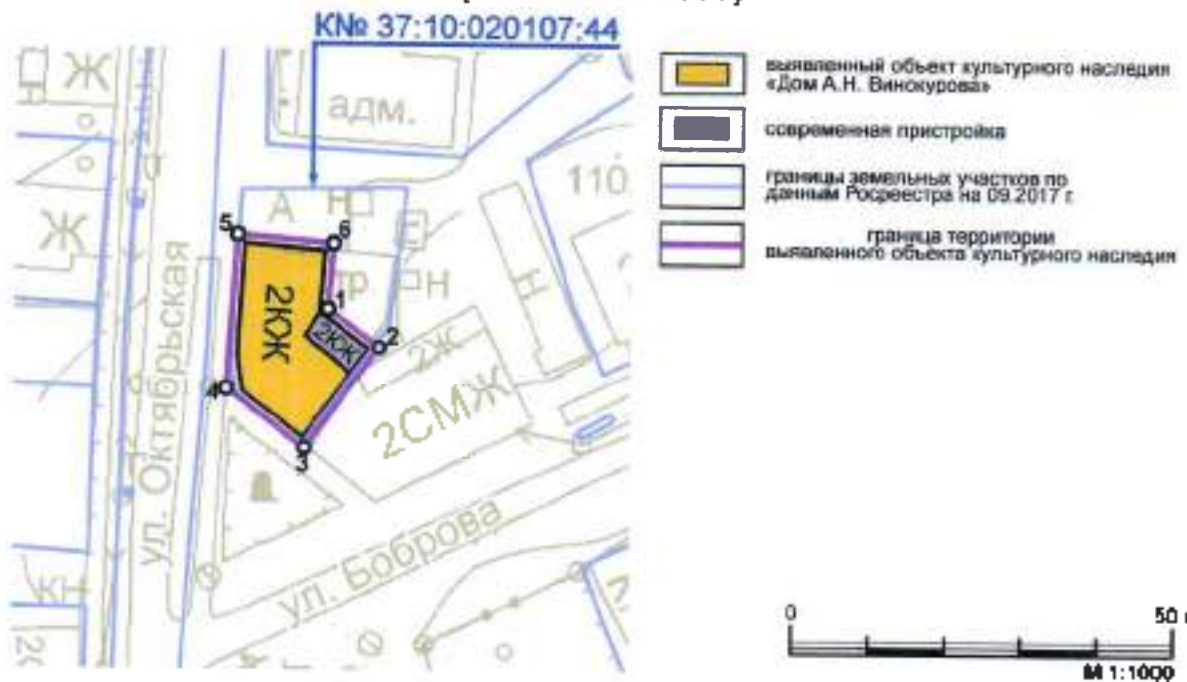 К№ 37:10:020107:44
выявленный объект культурного наследия
«Дом А.Н. Винокурова»
современная пристройка
границы земельных участков по
данным Росреестра на 09.2017 г.
граница территории
выявленного объекта культурного наследия
Ж
Н
адм.
110
А Н
5
6
Ж
тр Н
Н
1
2КЖ
2КЖ
2
2Ж
4
2СМЖ
3
ул. Октябрьская
ул. Боброва
КН
0
50
М 1:1000